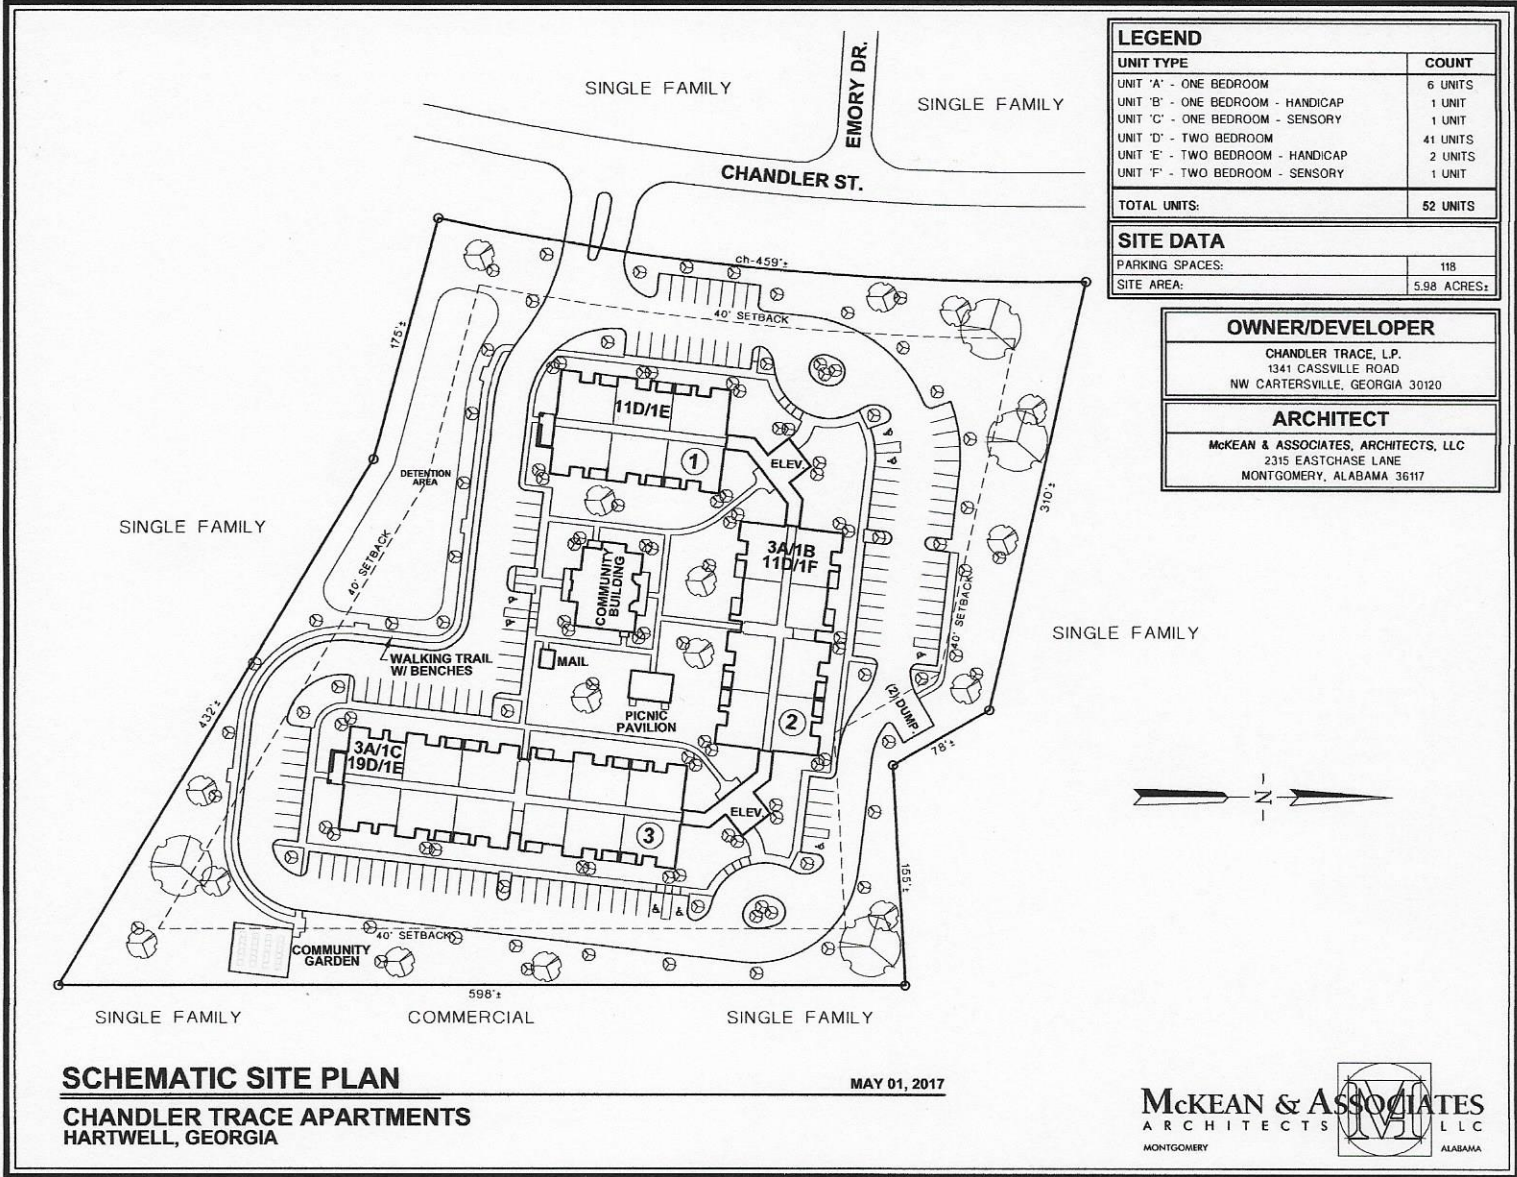 SINGLE FAMILY
EMORY DR.
SINGLE FAMILY
CHANDLER ST.
LEGEND
UNIT TYPE COUNT
UNIT 'A' - ONE BEDROOM 6 UNITS
UNIT 'B' - ONE BEDROOM - HANDICAP 1 UNIT
UNIT 'C' - ONE BEDROOM - SENSORY 1 UNIT
UNIT 'D' - TWO BEDROOM 41 UNITS
UNIT 'E' - TWO BEDROOM - HANDICAP 2 UNITS
UNIT 'F' - TWO BEDROOM - SENSORY 1 UNIT
TOTAL UNITS: 52 UNITS
SITE DATA
PARKING SPACES: 118
SITE AREA: 5.98 ACRES±
OWNER/DEVELOPER
CHANDLER TRACE, L.P.
1341 CASSVILLE ROAD
NW CARTERSVILLE, GEORGIA 30120
ARCHITECT
McKEAN & ASSOCIATES, ARCHITECTS, LLC
2315 EASTCHASE LANE
MONTGOMERY, ALABAMA 36117
ch-459'±
40' SETBACK
175'±
11D/1E
1
ELEV.
DETENTION
AREA
310'±
SINGLE FAMILY
40' SETBACK
3A/1B
11D/1F
COMMUNITY
BUILDING
40' SETBACK
SINGLE FAMILY
WALKING TRAIL
W/ BENCHES
MAIL
432'±
PICNIC
PAVILION
2
(2) DUMP.
78'±
3A/1C
19D/1E
ELEV.
3
N
155'±
40' SETBACK
COMMUNITY
GARDEN
598'±
SINGLE FAMILY
COMMERCIAL
SINGLE FAMILY
SCHEMATIC SITE PLAN
MAY 01, 2017
CHANDLER TRACE APARTMENTS
HARTWELL, GEORGIA
McKEAN & ASSOCIATES
ARCHITECTS LLC
MA
MONTGOMERY ALABAMA